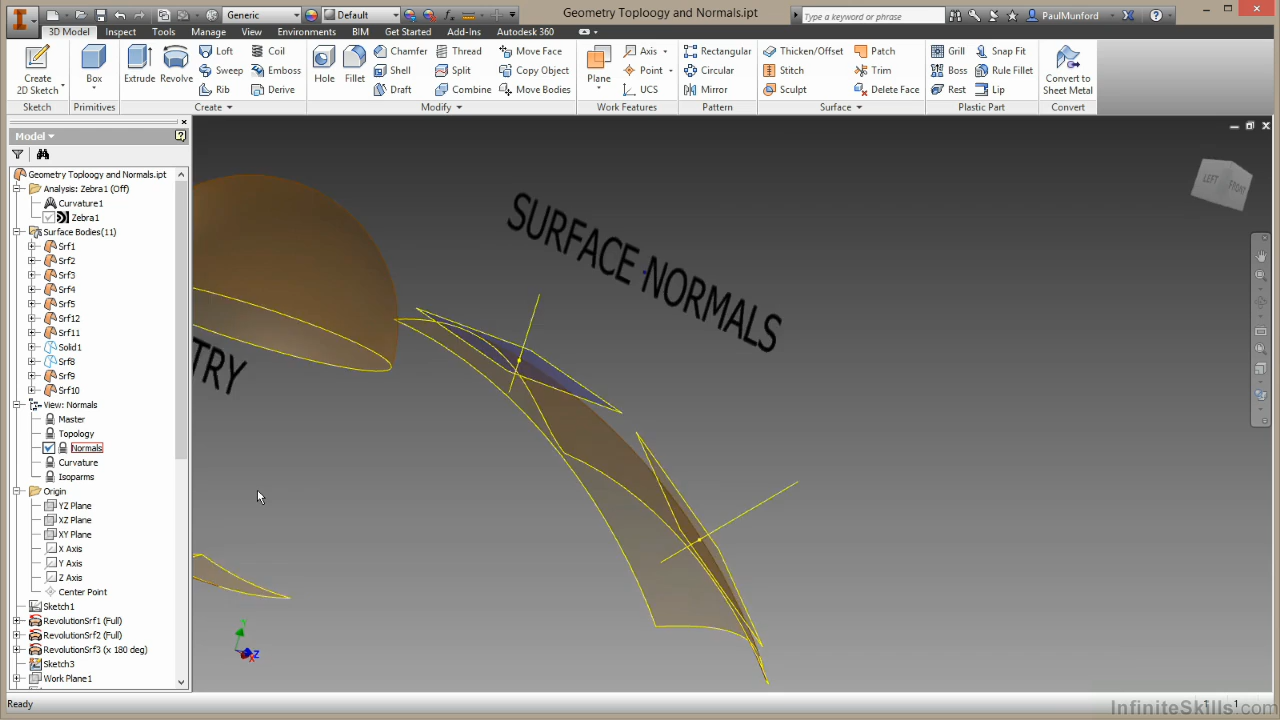 Generic
Default
Geometry Toploogy and Normals.ipt
Type a keyword or phrase
PaulMunford
3D Model Inspect Tools Manage View Environments BIM Get Started Add-Ins Autodesk 360
Create 2D Sketch
Box
Extrude
Revolve
Loft
Sweep
Rib
Coil
Emboss
Derive
Hole
Fillet
Chamfer
Shell
Draft
Thread
Split
Combine
Move Face
Copy Object
Move Bodies
Plane
Axis
Point
UCS
Rectangular
Circular
Mirror
Thicken/Offset
Stitch
Sculpt
Patch
Trim
Delete Face
Grill
Boss
Rest
Snap Fit
Rule Fillet
Lip
Convert to Sheet Metal
Sketch Primitives Create Modify Work Features Pattern Surface Plastic Part Convert
Model
Geometry Toploogy and Normals.ipt
Analysis: Zebra1 (Off)
Curvature1
Zebra1
Surface Bodies(11)
Srf1
Srf2
Srf3
Srf4
Srf5
Srf12
Srf11
Solid1
Srf8
Srf9
Srf10
View: Normals
Master
Topology
Normals
Curvature
Isoparms
Origin
YZ Plane
XZ Plane
XY Plane
X Axis
Y Axis
Z Axis
Center Point
Sketch1
RevolutionSrf1 (Full)
RevolutionSrf2 (Full)
RevolutionSrf3 (x 180 deg)
Sketch3
Work Plane1
SURFACE NORMALS
TRY
LEFT FRONT
Y
Z
X
Ready
1 1
InfiniteSkills.com